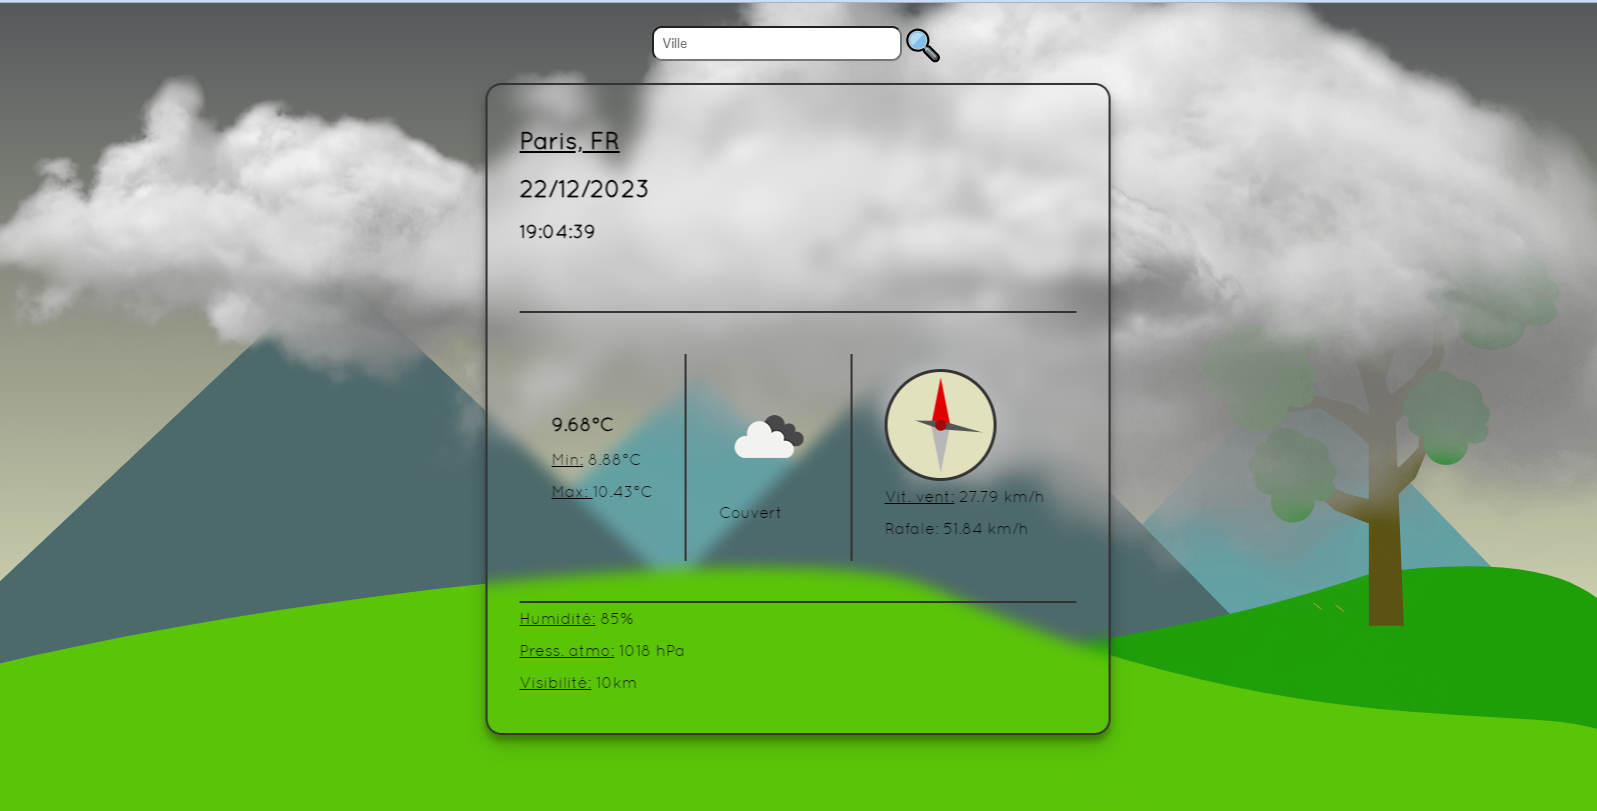 Ville
Paris, FR
22/12/2023
19:04:39
9.68°C
Min: 8.88°C
Max: 10.43°C
Couvert
Vit. vent: 27.79 km/h
Rafale: 51.84 km/h
Humidité: 85%
Press. atmo: 1018 hPa
Visibilité: 10km